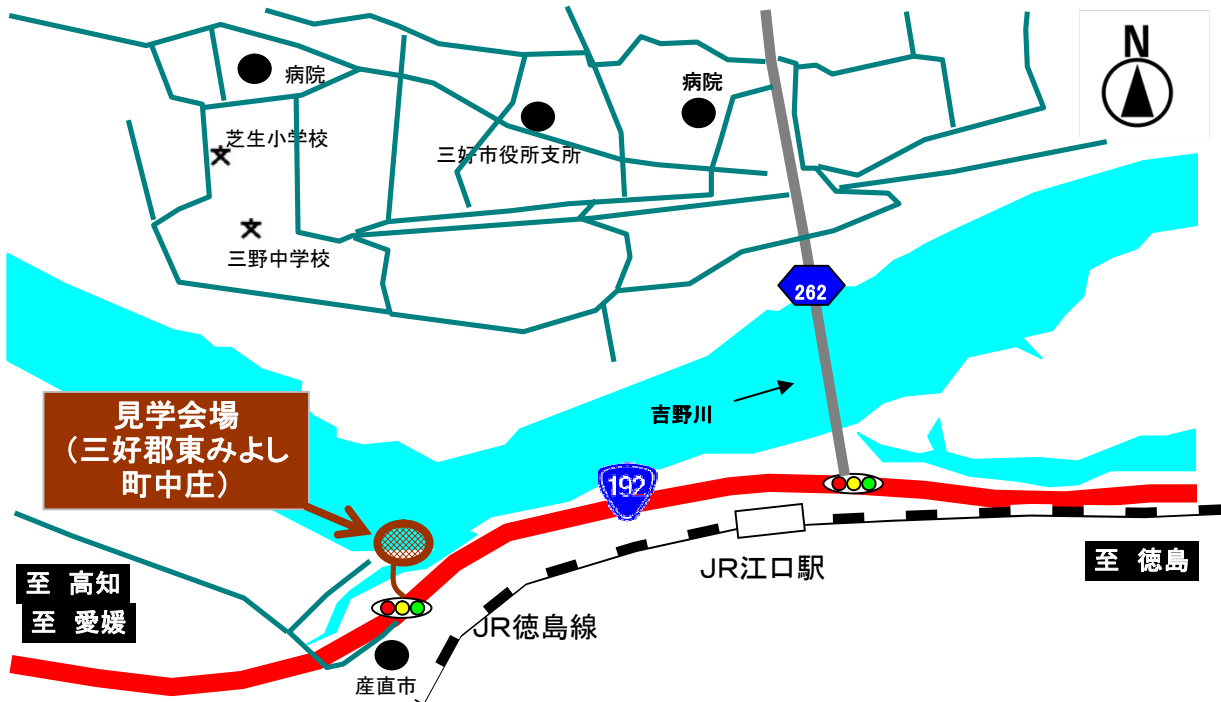 N
病院
病院
芝生小学校
三好市役所支所
三野中学校
262
吉野川
見学会場
（三好郡東みよし
町中庄）
192
JR江口駅
至 徳島
至 高知
至 愛媛
JR徳島線
産直市